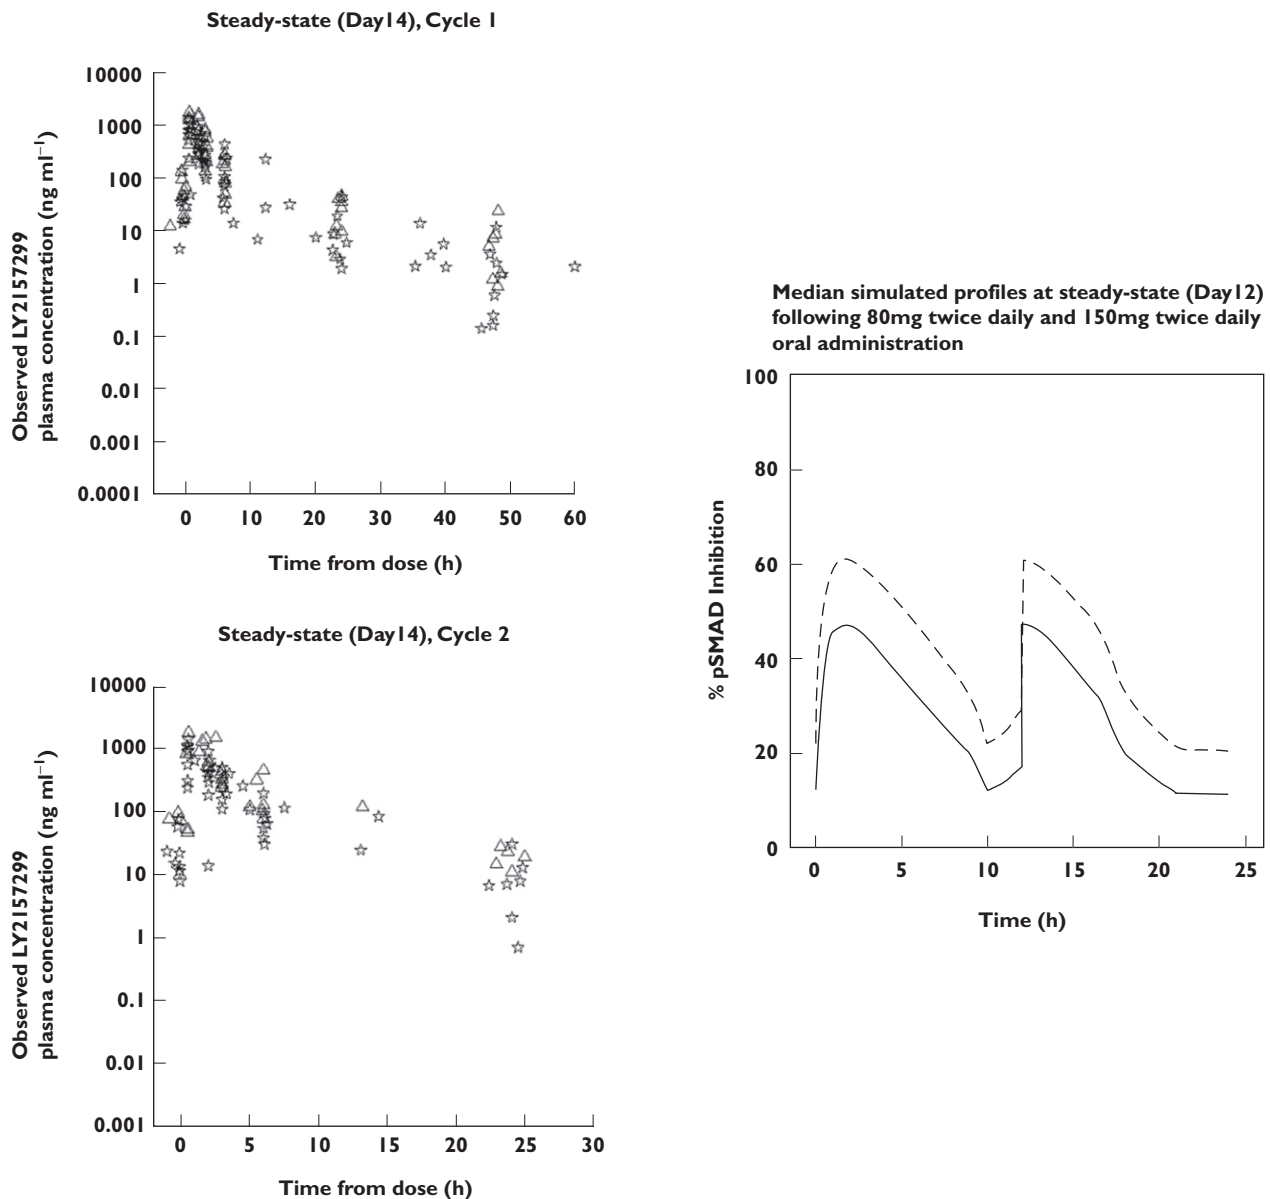 Steady-state (Day14), Cycle 1
10000
1000
100
10
1
0.1
0.01
0.001
0.0001
Observed LY2157299
plasma concentration (ng ml⁻¹)
0 10 20 30 40 50 60
Time from dose (h)
Steady-state (Day14), Cycle 2
10000
1000
100
10
1
0.1
0.01
0.001
Observed LY2157299
plasma concentration (ng ml⁻¹)
0 5 10 15 20 25 30
Time from dose (h)
Median simulated profiles at steady-state (Day12)
following 80mg twice daily and 150mg twice daily
oral administration
100
80
60
40
20
0
% pSMAD Inhibition
0 5 10 15 20 25
Time (h)